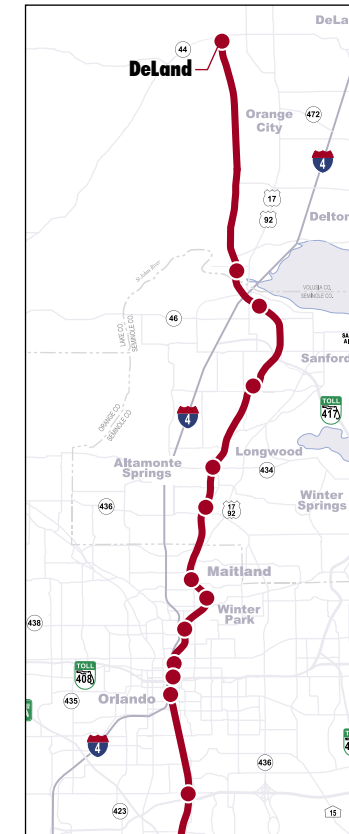 DeLa
44
DeLand
Orange
City
472
4
17
92
Delton
St Johns River
VOLUSIA CO.
SEMINOLE CO.
46
LAKE CO.
SEMINOLE CO.
SA
A
Sanford
TOLL
417
ORANGE CO.
SEMINOLE CO.
4
Longwood
Altamonte
Springs
434
Winter
Springs
436
17
92
Maitland
Winter
Park
438
TOLL
408
435
Orlando
4
436
423
15